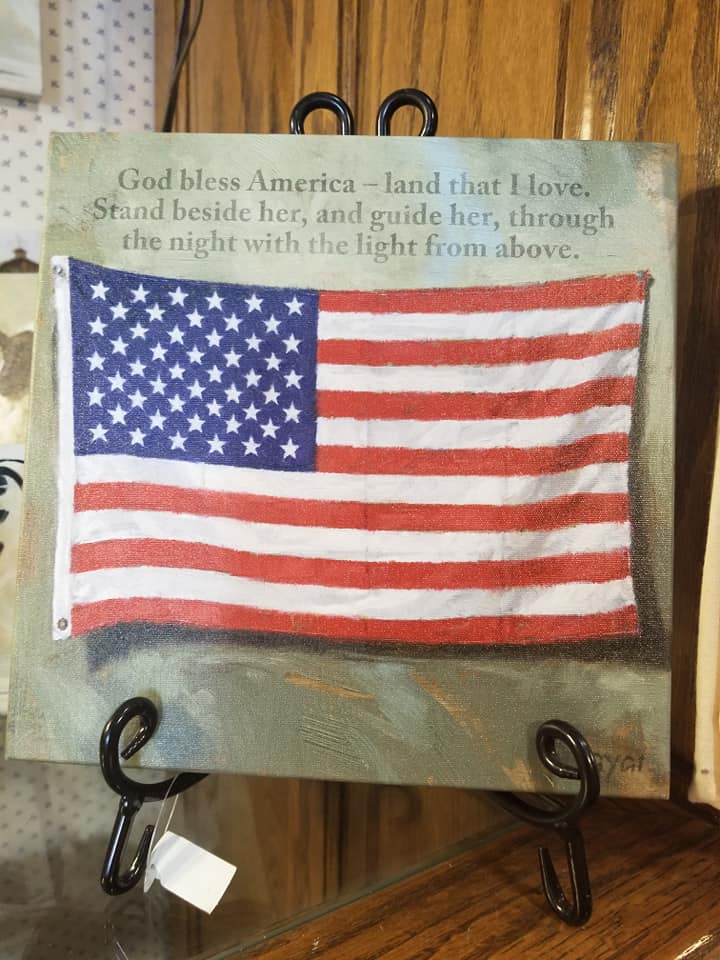 God bless America – land that I love.
Stand beside her, and guide her, through
the night with the light from above.